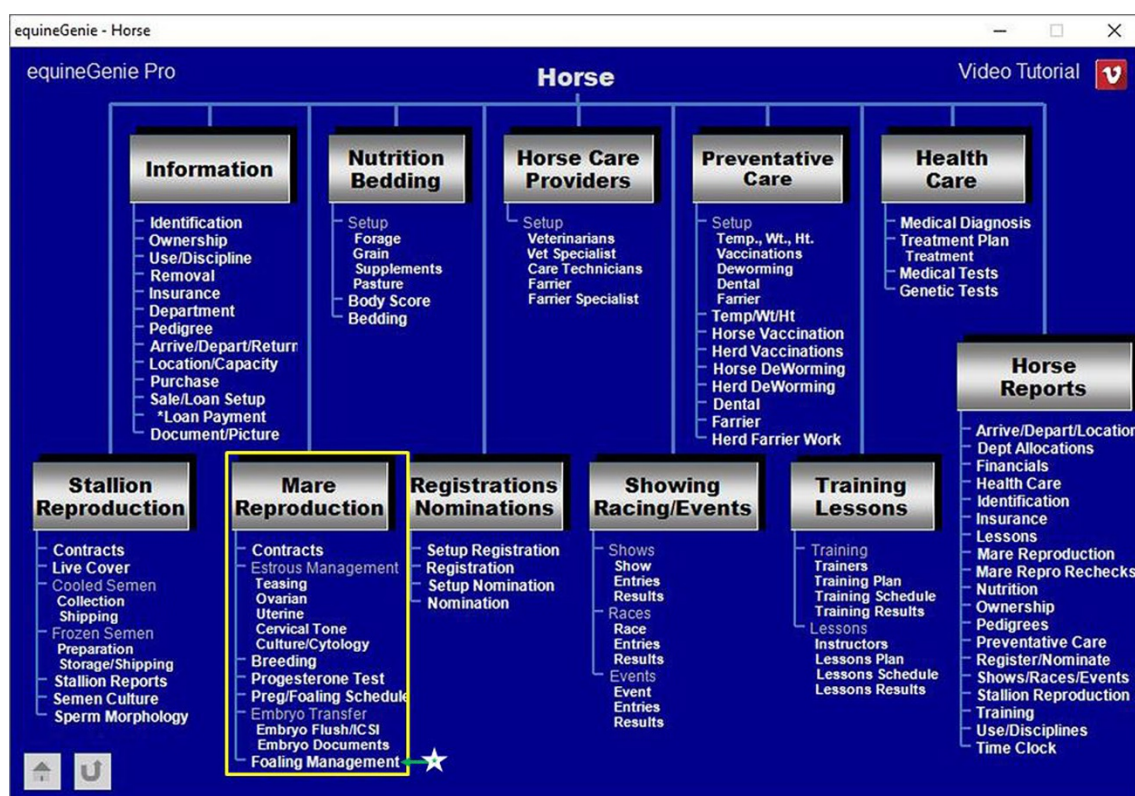 equineGenie - Horse
equineGenie Pro
Horse
Video Tutorial
Information
Identification
Ownership
Use/Discipline
Removal
Insurance
Department
Pedigree
Arrive/Depart/Return
Location/Capacity
Purchase
Sale/Loan Setup
*Loan Payment
Document/Picture
Nutrition
Bedding
Setup
Forage
Grain
Supplements
Pasture
Body Score
Bedding
Horse Care
Providers
Setup
Veterinarians
Vet Specialist
Care Technicians
Farrier
Farrier Specialist
Preventative
Care
Setup
Temp., Wt., Ht.
Vaccinations
Deworming
Dental
Farrier
Temp/Wt/Ht
Horse Vaccination
Herd Vaccinations
Horse DeWorming
Herd DeWorming
Dental
Farrier
Herd Farrier Work
Health
Care
Medical Diagnosis
Treatment Plan
Treatment
Medical Tests
Genetic Tests
Stallion
Reproduction
Contracts
Live Cover
Cooled Semen
Collection
Shipping
Frozen Semen
Preparation
Storage/Shipping
Stallion Reports
Semen Culture
Sperm Morphology
Mare
Reproduction
Contracts
Estrous Management
Teasing
Ovarian
Uterine
Cervical Tone
Culture/Cytology
Breeding
Progesterone Test
Preg/Foaling Schedule
Embryo Transfer
Embryo Flush/ICSI
Embryo Documents
Foaling Management
Registrations
Nominations
Setup Registration
Registration
Setup Nomination
Nomination
Showing
Racing/Events
Shows
Show
Entries
Results
Races
Race
Entries
Results
Events
Event
Entries
Results
Training
Lessons
Training
Trainers
Training Plan
Training Schedule
Training Results
Lessons
Instructors
Lessons Plan
Lessons Schedule
Lessons Results
Horse
Reports
Arrive/Depart/Location
Dept Allocations
Financials
Health Care
Identification
Insurance
Lessons
Mare Reproduction
Mare Repro Rechecks
Nutrition
Ownership
Pedigrees
Preventative Care
Register/Nominate
Shows/Races/Events
Stallion Reproduction
Training
Use/Disciplines
Time Clock